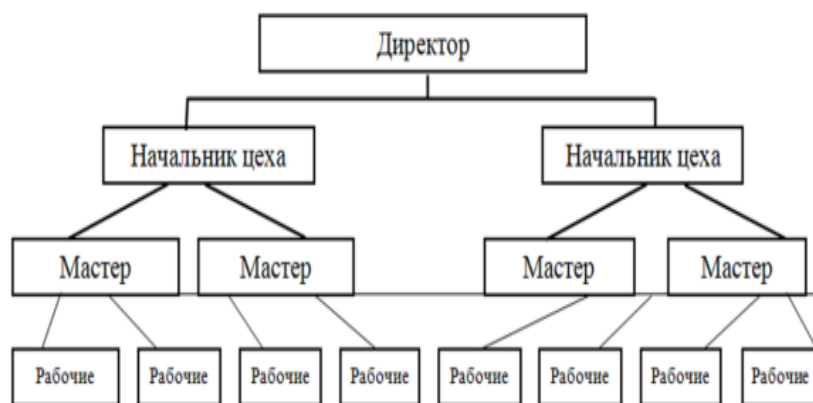 Директор
Начальник цеха Начальник цеха
Мастер Мастер Мастер Мастер
Рабочие Рабочие Рабочие Рабочие Рабочие Рабочие Рабочие Рабочие